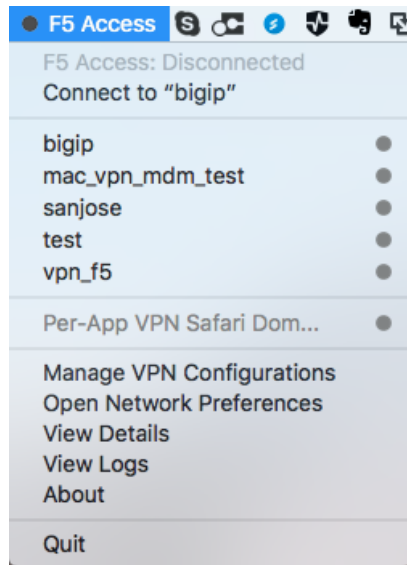 F5 Access
F5 Access: Disconnected
Connect to “bigip”
bigip
mac_vpn_mdm_test
sanjose
test
vpn_f5
Per-App VPN Safari Dom...
Manage VPN Configurations
Open Network Preferences
View Details
View Logs
About
Quit